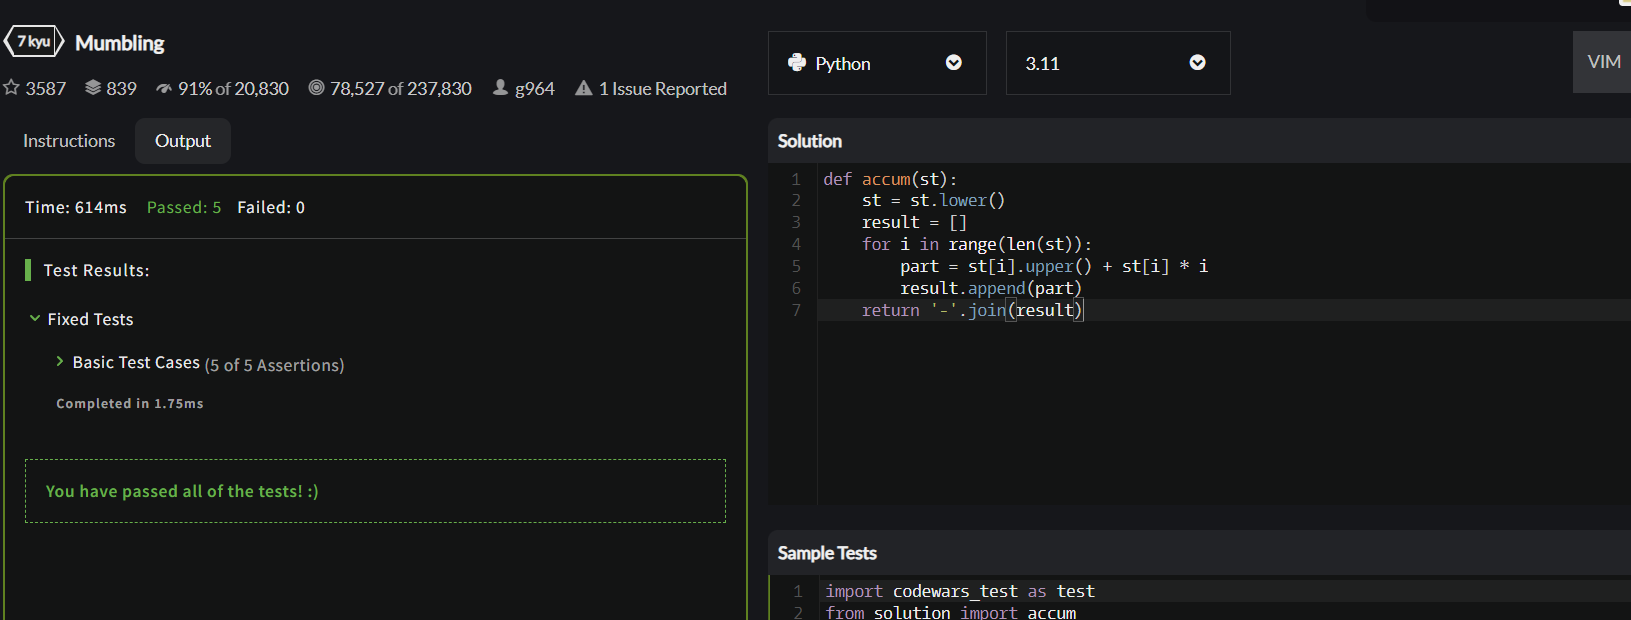 7 kyu Mumbling
3587 839 91% of 20,830 78,527 of 237,830 g964 1 Issue Reported
Instructions Output
Time: 614ms Passed: 5 Failed: 0
Test Results:
Fixed Tests
Basic Test Cases (5 of 5 Assertions)
Completed in 1.75ms
You have passed all of the tests! :)
Python 3.11 VIM
Solution
1 def accum(st):
2     st = st.lower()
3     result = []
4     for i in range(len(st)):
5         part = st[i].upper() + st[i] * i
6         result.append(part)
7     return '-'.join(result)
Sample Tests
1 import codewars_test as test
2 from solution import accum